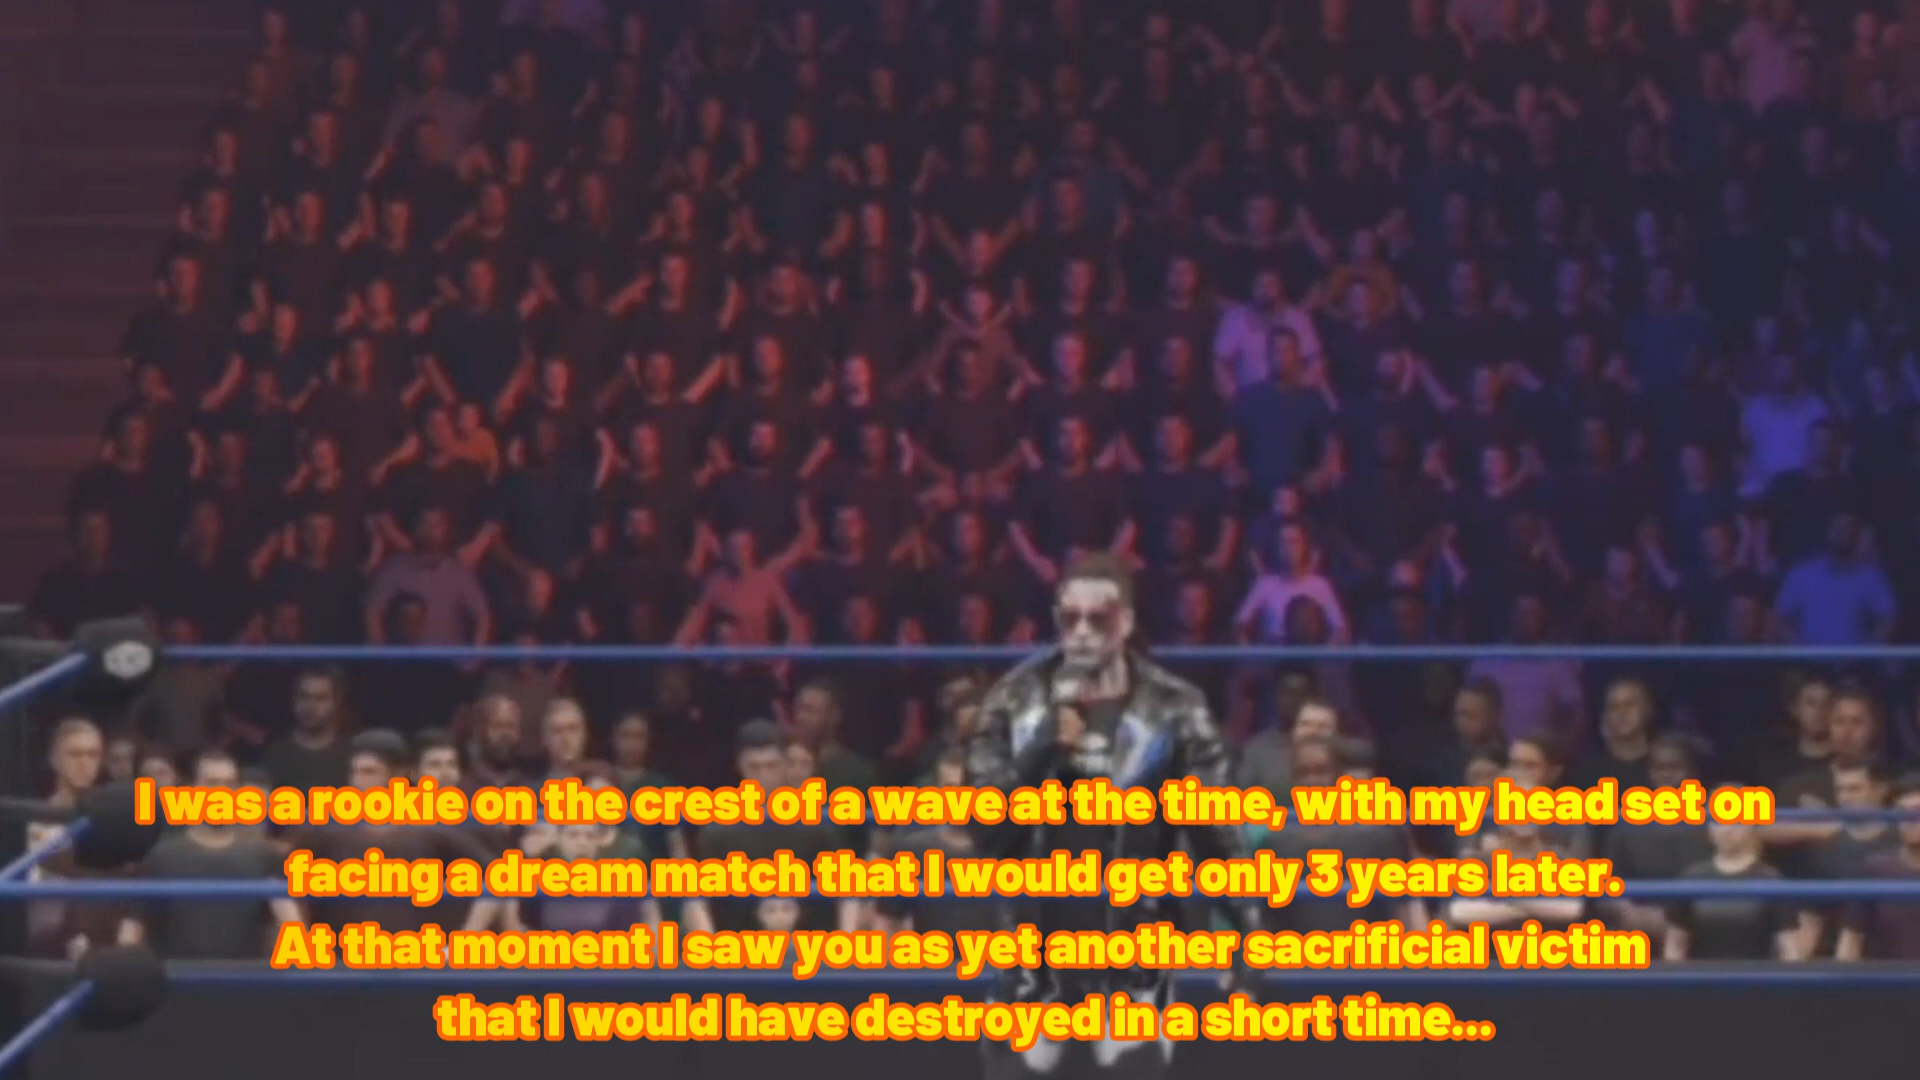 I was a rookie on the crest of a wave at the time, with my head set on
facing a dream match that I would get only 3 years later.
At that moment I saw you as yet another sacrificial victim
that I would have destroyed in a short time...